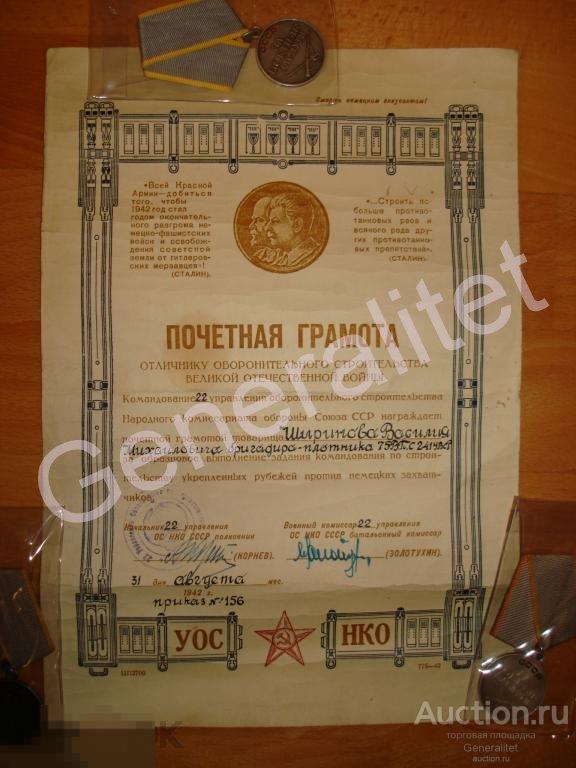 Смерть немецким оккупантам!
«Всей Красной
Армии—добиться
того, чтобы
1942 год стал
годом окончатель-
ного разгрома не-
мецко-фашистских
войск и освобож-
дения советской
земли от гитлеров-
ских мерзавцев»!
(СТАЛИН).
«...Строить по-
больше противо-
танковых рвов и
всякого рода дру-
гих противотанко-
вых препятствий».
(СТАЛИН).
ПОЧЕТНАЯ ГРАМОТА
ОТЛИЧНИКУ ОБОРОНИТЕЛЬНОГО СТРОИТЕЛЬСТВА
ВЕЛИКОЙ ОТЕЧЕСТВЕННОЙ ВОЙНЫ
Командование 22 управления оборонительного строительства
Народного комиссариата обороны Союза ССР награждает
почетной грамотой товарища Ширинова Василия
Михайловича бригадира-плотника
за образцовое выполнение задания командования по строи-
тельству укрепленных рубежей против немецких захват-
чиков.
Начальник 22 управления
ОС НКО СССР полковник
(КОРНЕВ)
Военный комиссар 22 управления
ОС НКО СССР батальонный комиссар
(ЗОЛОТУХИН)
31 дня августа мес.
1942 г.
приказ №156
УОС НКО
775—42
Generalitet
Auction.ru
торговая площадка
Generalitet
auction.ru